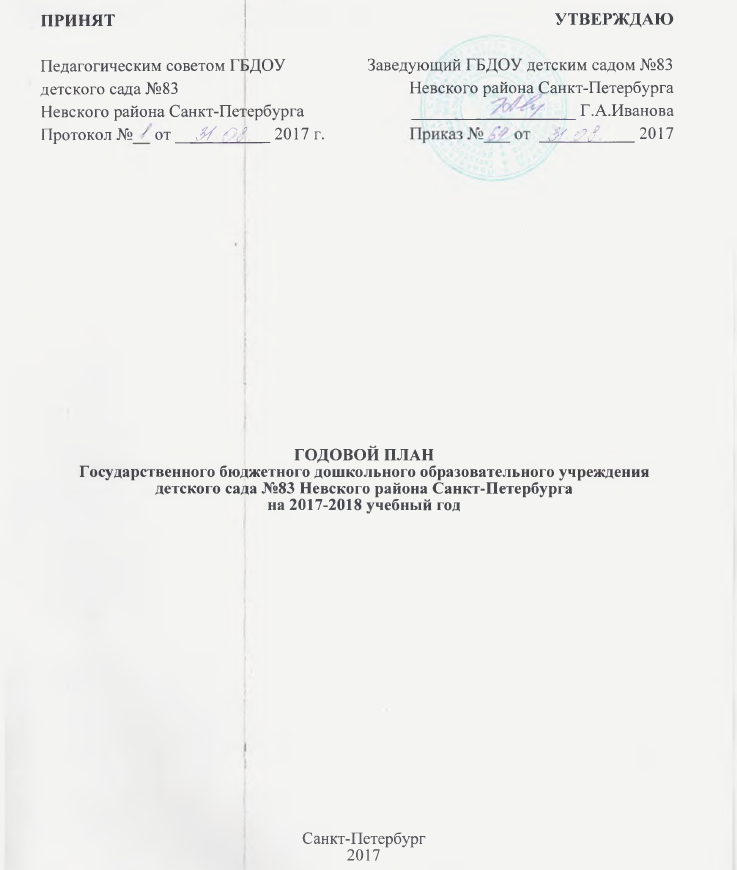 ПРИНЯТ
УТВЕРЖДАЮ
Педагогическим советом ГБДОУ
детского сада №83
Невского района Санкт-Петербурга
Протокол №1 от 31 08 2017 г.
Заведующий ГБДОУ детским садом №83
Невского района Санкт-Петербурга
Г.А.Иванова
Приказ № от 31 08 2017
ГОДОВОЙ ПЛАН
Государственного бюджетного дошкольного образовательного учреждения
детского сада №83 Невского района Санкт-Петербурга
на 2017-2018 учебный год
Санкт-Петербург
2017